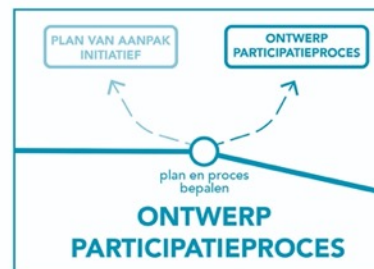 PLAN VAN AANPAK
INITIATIEF
ONTWERP
PARTICIPATIEPROCES
plan en proces
bepalen
ONTWERP
PARTICIPATIEPROCES